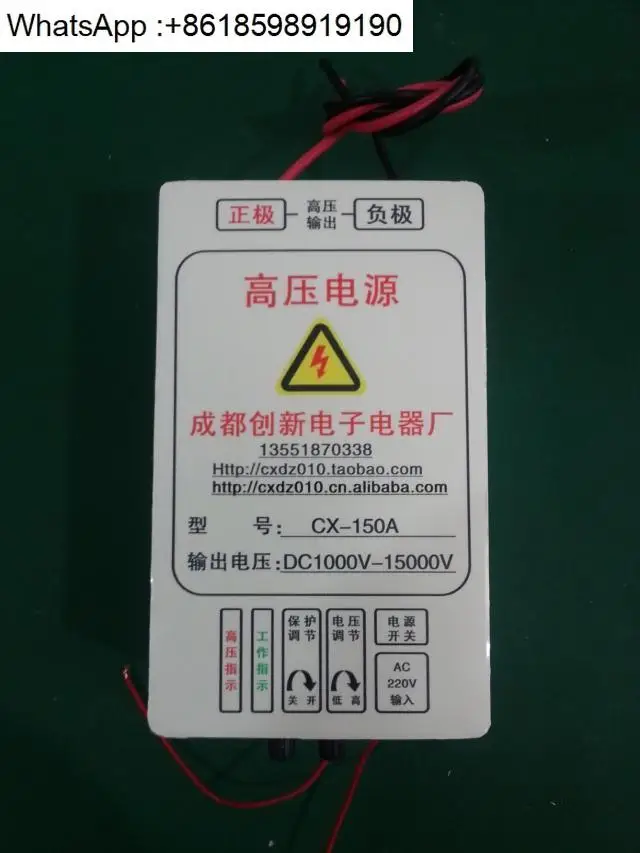 WhatsApp :+8618598919190
正极 高压输出 负极
高压电源
成都创新电子电器厂
13551870338
Http://cxdz010.taobao.com
http://cxdz010.cn.alibaba.com
型 号: CX-150A
输出电压: DC1000V-15000V
高压指示
工作指示
保护
调节
关 开
电压
调节
低 高
电源
开关
AC
220V
输入